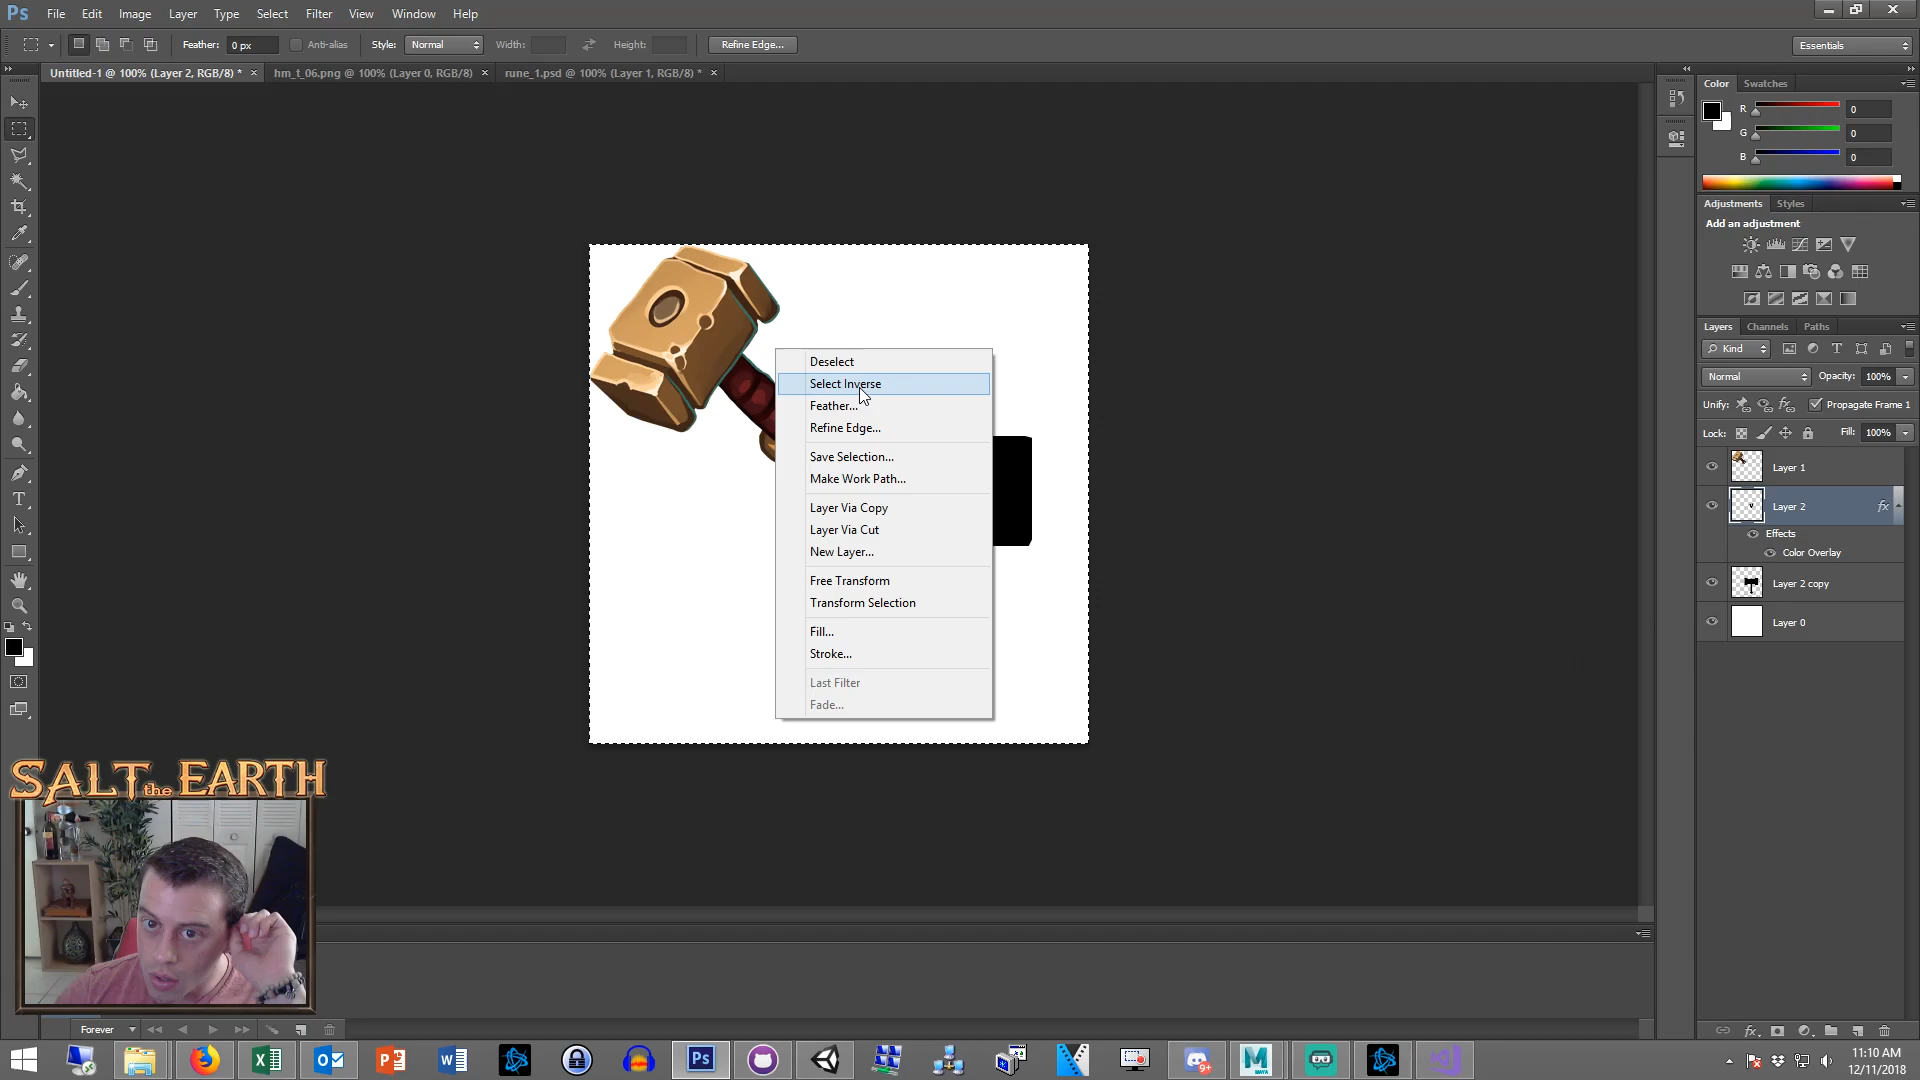 Ps File Edit Image Layer Type Select Filter View Window Help
Feather: 0 px Anti-alias Style: Normal Width: Height: Refine Edge... Essentials
Untitled-1 @ 100% (Layer 2, RGB/8) * hm_t_06.png @ 100% (Layer 0, RGB/8) rune_1.psd @ 100% (Layer 1, RGB/8) *
Color Swatches
R 0
G 0
B 0
Adjustments Styles
Add an adjustment
Layers Channels Paths
Kind
Normal Opacity: 100%
Unify: Propagate Frame 1
Lock: Fill: 100%
Layer 1
Layer 2 fx
Effects
Color Overlay
Layer 2 copy
Layer 0
Deselect
Select Inverse
Feather...
Refine Edge...
Save Selection...
Make Work Path...
Layer Via Copy
Layer Via Cut
New Layer...
Free Transform
Transform Selection
Fill...
Stroke...
Last Filter
Fade...
SALT the EARTH
Forever
Ps
9+
MAYA
11:10 AM
12/11/2018